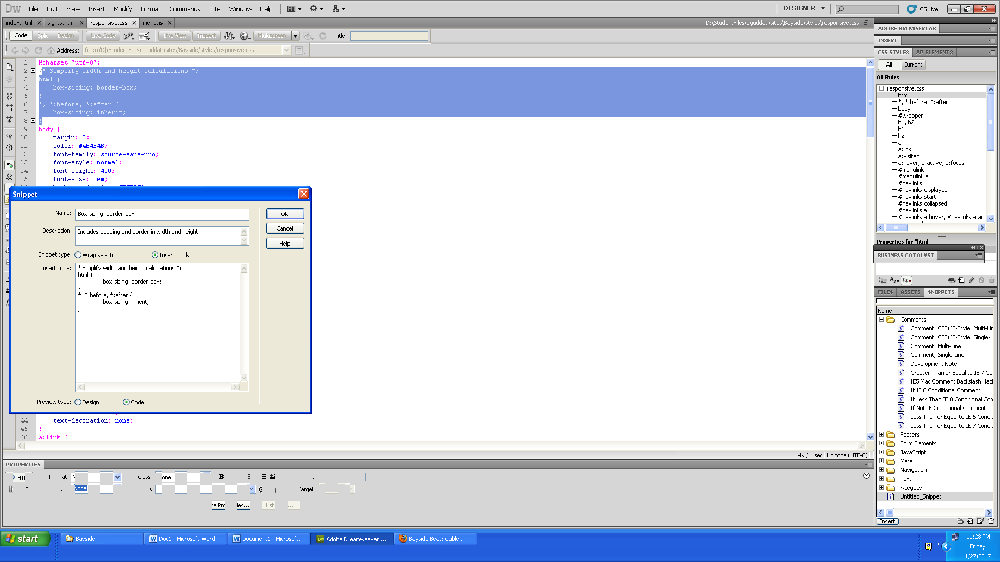 Dw File Edit View Insert Modify Format Commands Site Window Help DESIGNER CS Live
index.html sights.html responsive.css menu.js D:\StudentFiles\aguddati\sites\Bayside\styles\responsive.css
Code Split Design Live Code Live View Inspect Multiscreen Title:
Address: file:///D|/StudentFiles/aguddati/sites/Bayside/styles/responsive.css
1 @charset "utf-8";
2 /* Simplify width and height calculations */
3 html {
4 box-sizing: border-box;
5 }
6 *, *:before, *:after {
7 box-sizing: inherit;
8 }
9 body {
10 margin: 0;
11 color: #4B4B4B;
12 font-family: source-sans-pro;
13 font-style: normal;
14 font-weight: 400;
15 font-size: 1em;
Snippet
Name: Box-sizing: border-box
OK
Description: Includes padding and border in width and height
Cancel
Help
Snippet type: Wrap selection Insert block
Insert code: * Simplify width and height calculations */
html {
box-sizing: border-box;
}
*, *:before, *:after {
box-sizing: inherit;
}
Preview type: Design Code
44 text-decoration: none;
45 }
46 a:link {
4K / 1 sec Unicode (UTF-8)
PROPERTIES
<> HTML Format None Class None B I Title
CSS ID None Link Target
Page Properties... List Item...
ADOBE BROWSERLAB
INSERT
CSS STYLES AP ELEMENTS
All Current
All Rules
responsive.css
html
*, *:before, *:after
body
#wrapper
h1, h2
h1
h2
a
a:link
a:visited
a:hover, a:active, a:focus
#menulink
#menulink a
#navlinks
#navlinks.displayed
#navlinks.start
#navlinks.collapsed
#navlinks a
#navlinks a:hover, #navlinks a:acti
Properties for "html"
BUSINESS CATALYST
FILES ASSETS SNIPPETS
Name
Comments
Comment, CSS/JS-Style, Multi-Lin
Comment, CSS/JS-Style, Single-L
Comment, Multi-Line
Comment, Single-Line
Development Note
Greater Than or Equal to IE 7 Co
IE5 Mac Comment Backslash Hac
If IE 6 Conditional Comment
If Less Than IE 8 Conditional Com
If Not IE Conditional Comment
Less Than or Equal to IE 6 Condit
Less Than or Equal to IE 7 Condit
Footers
Form Elements
JavaScript
Meta
Navigation
Text
~Legacy
Untitled_Snippet
Insert
start Bayside Doc1 - Microsoft Word Document1 - Microsof... Adobe Dreamweaver ... Bayside Beat: Cable ...
11:28 PM
Friday
1/27/2017